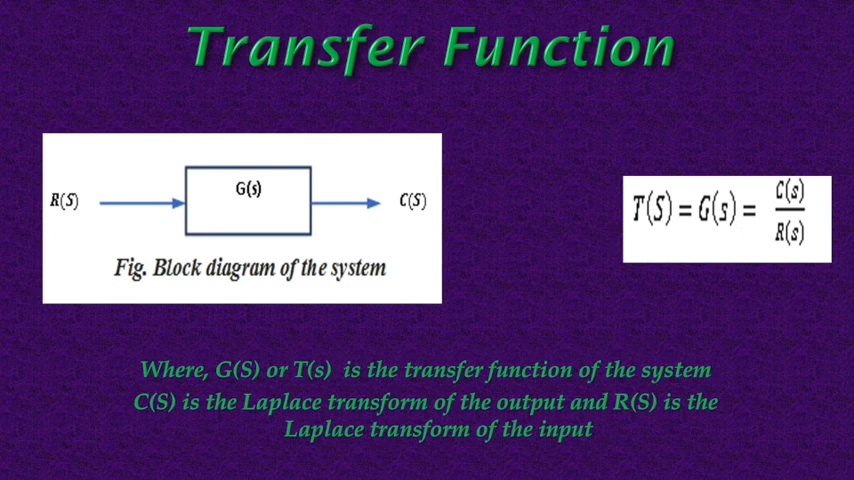 Transfer Function
R(S)
G(s)
C(S)
Fig. Block diagram of the system
T(S) = G(s) = C(s)
R(s)
Where, G(S) or T(s) is the transfer function of the system
C(S) is the Laplace transform of the output and R(S) is the
Laplace transform of the input